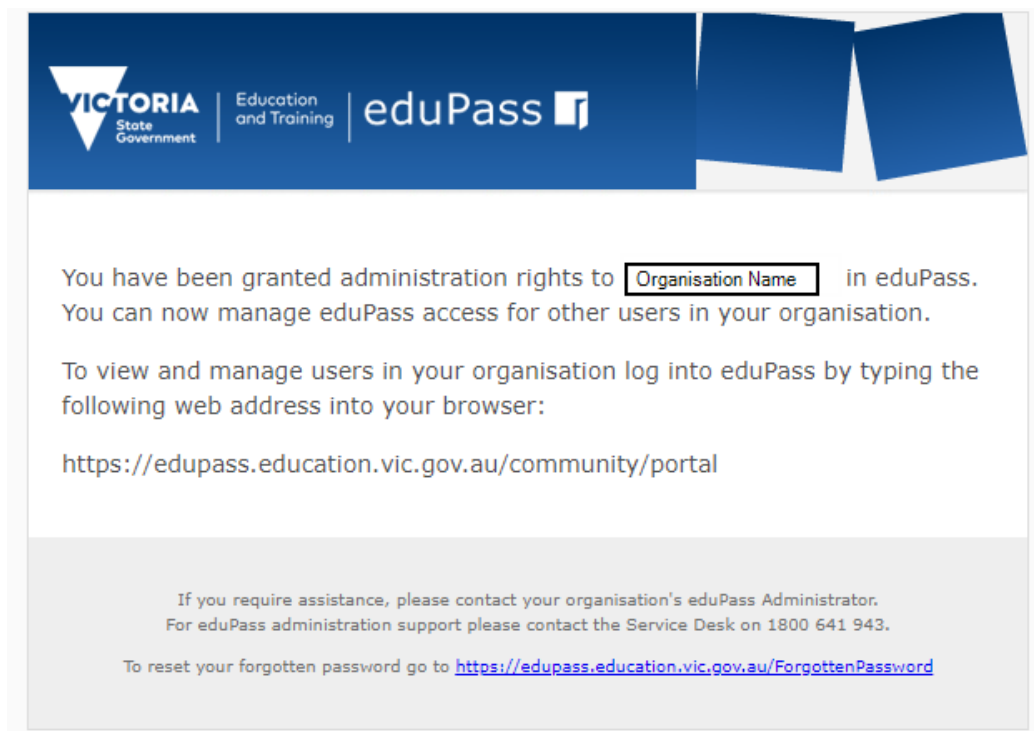 VICTORIA
State
Government
Education
and Training
eduPass
You have been granted administration rights to Organisation Name in eduPass.
You can now manage eduPass access for other users in your organisation.
To view and manage users in your organisation log into eduPass by typing the
following web address into your browser:
https://edupass.education.vic.gov.au/community/portal
If you require assistance, please contact your organisation's eduPass Administrator.
For eduPass administration support please contact the Service Desk on 1800 641 943.
To reset your forgotten password go to https://edupass.education.vic.gov.au/ForgottenPassword